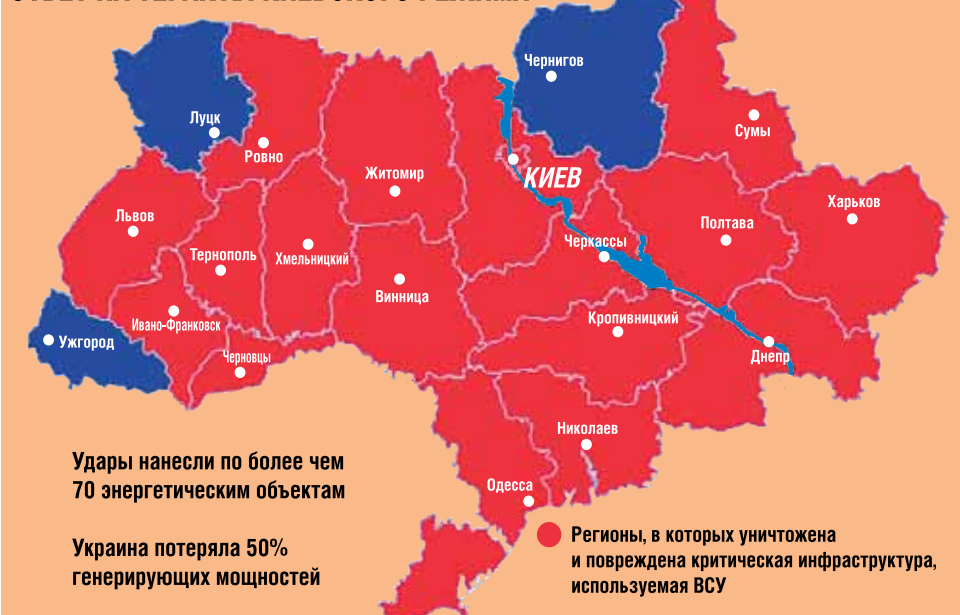 Чернигов
Луцк
Сумы
Ровно
Житомир
КИЕВ
Харьков
Львов
Полтава
Черкассы
Тернополь
Хмельницкий
Винница
Ивано-Франковск
Кропивницкий
Ужгород
Черновцы
Днепр
Николаев
Одесса
Удары нанесли по более чем
70 энергетическим объектам
Украина потеряла 50%
генерирующих мощностей
Регионы, в которых уничтожена
и повреждена критическая инфраструктура,
используемая ВСУ